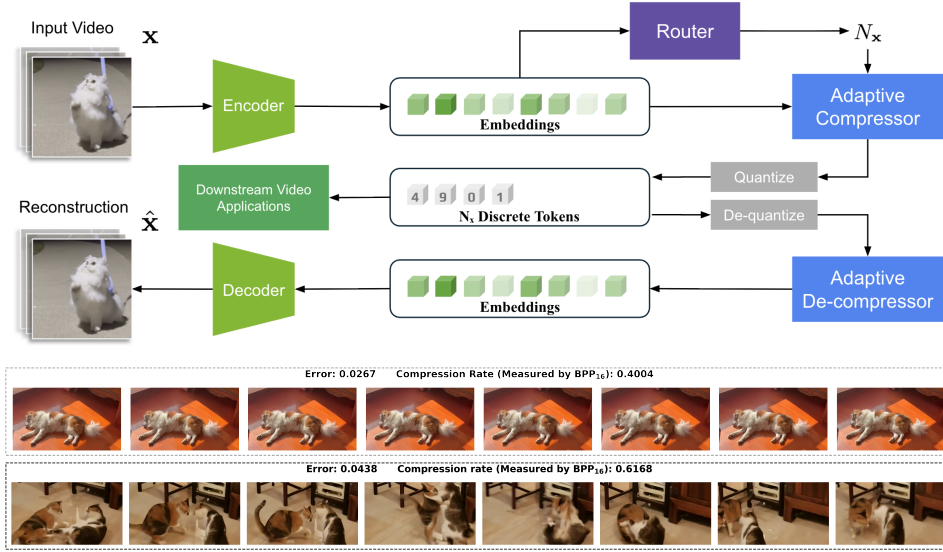 Input Video
x
Router
N_x
Encoder
Embeddings
Adaptive
Compressor
Downstream Video
Applications
4 9 0 1
N_x Discrete Tokens
Quantize
De-quantize
Reconstruction
x̂
Decoder
Embeddings
Adaptive
De-compressor
Error: 0.0267 Compression Rate (Measured by BPP₁₆): 0.4004
Error: 0.0438 Compression rate (Measured by BPP₁₆): 0.6168